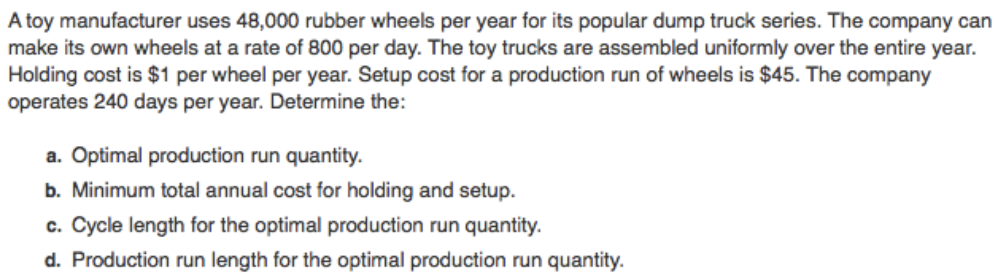 A toy manufacturer uses 48,000 rubber wheels per year for its popular dump truck series. The company can
make its own wheels at a rate of 800 per day. The toy trucks are assembled uniformly over the entire year.
Holding cost is $1 per wheel per year. Setup cost for a production run of wheels is $45. The company
operates 240 days per year. Determine the:
a. Optimal production run quantity.
b. Minimum total annual cost for holding and setup.
c. Cycle length for the optimal production run quantity.
d. Production run length for the optimal production run quantity.